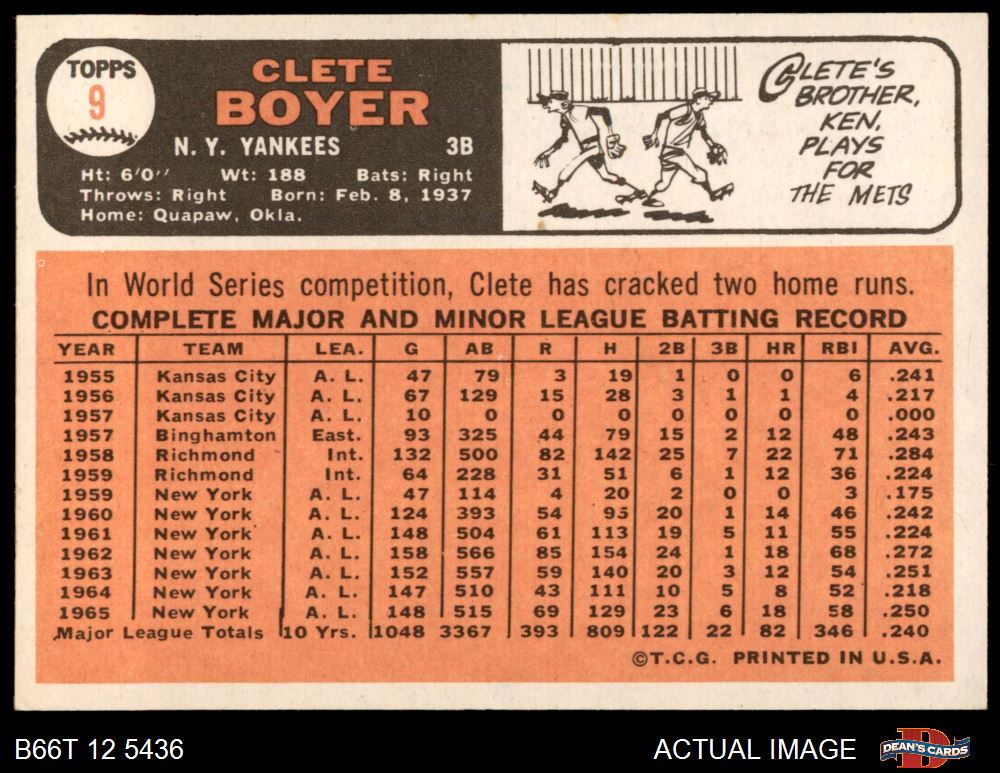 TOPPS
9
CLETE
BOYER
N. Y. YANKEES 3B
Ht: 6'0'' Wt: 188 Bats: Right
Throws: Right Born: Feb. 8, 1937
Home: Quapaw, Okla.
CLETE'S
BROTHER,
KEN,
PLAYS
FOR
THE METS
In World Series competition, Clete has cracked two home runs.
COMPLETE MAJOR AND MINOR LEAGUE BATTING RECORD
YEAR TEAM LEA. G AB R H 2B 3B HR RBI AVG.
1955 Kansas City A. L. 47 79 3 19 1 0 0 6 .241
1956 Kansas City A. L. 67 129 15 28 3 1 1 4 .217
1957 Kansas City A. L. 10 0 0 0 0 0 0 0 .000
1957 Binghamton East. 93 325 44 79 15 2 12 48 .243
1958 Richmond Int. 132 500 82 142 25 7 22 71 .284
1959 Richmond Int. 64 228 31 51 6 1 12 36 .224
1959 New York A. L. 47 114 4 20 2 0 0 3 .175
1960 New York A. L. 124 393 54 95 20 1 14 46 .242
1961 New York A. L. 148 504 61 113 19 5 11 55 .224
1962 New York A. L. 158 566 85 154 24 1 18 68 .272
1963 New York A. L. 152 557 59 140 20 3 12 54 .251
1964 New York A. L. 147 510 43 111 10 5 8 52 .218
1965 New York A. L. 148 515 69 129 23 6 18 58 .250
Major League Totals 10 Yrs. 1048 3367 393 809 122 22 82 346 .240
©T.C.G. PRINTED IN U.S.A.
B66T 12 5436 ACTUAL IMAGE DEAN'S CARDS